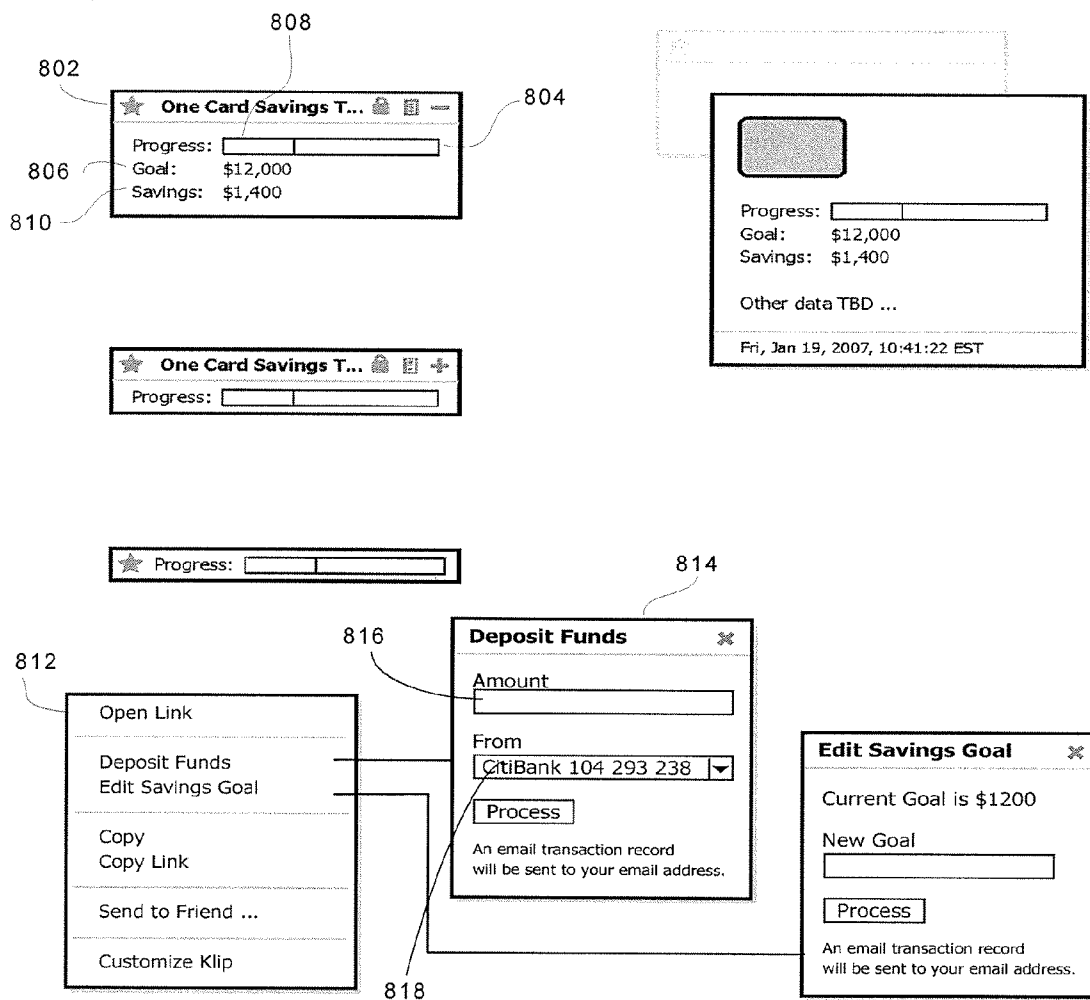 808
802
One Card Savings T...
804
Progress:
806
Goal: $12,000
Savings: $1,400
810
Progress:
Goal: $12,000
Savings: $1,400
Other data TBD ...
Fri, Jan 19, 2007, 10:41:22 EST
One Card Savings T...
Progress:
Progress:
814
816
812
Deposit Funds
Amount
From
CitiBank 104 293 238
Process
An email transaction record
will be sent to your email address.
Open Link
Deposit Funds
Edit Savings Goal
Copy
Copy Link
Send to Friend ...
Customize Klip
818
Edit Savings Goal
Current Goal is $1200
New Goal
Process
An email transaction record
will be sent to your email address.